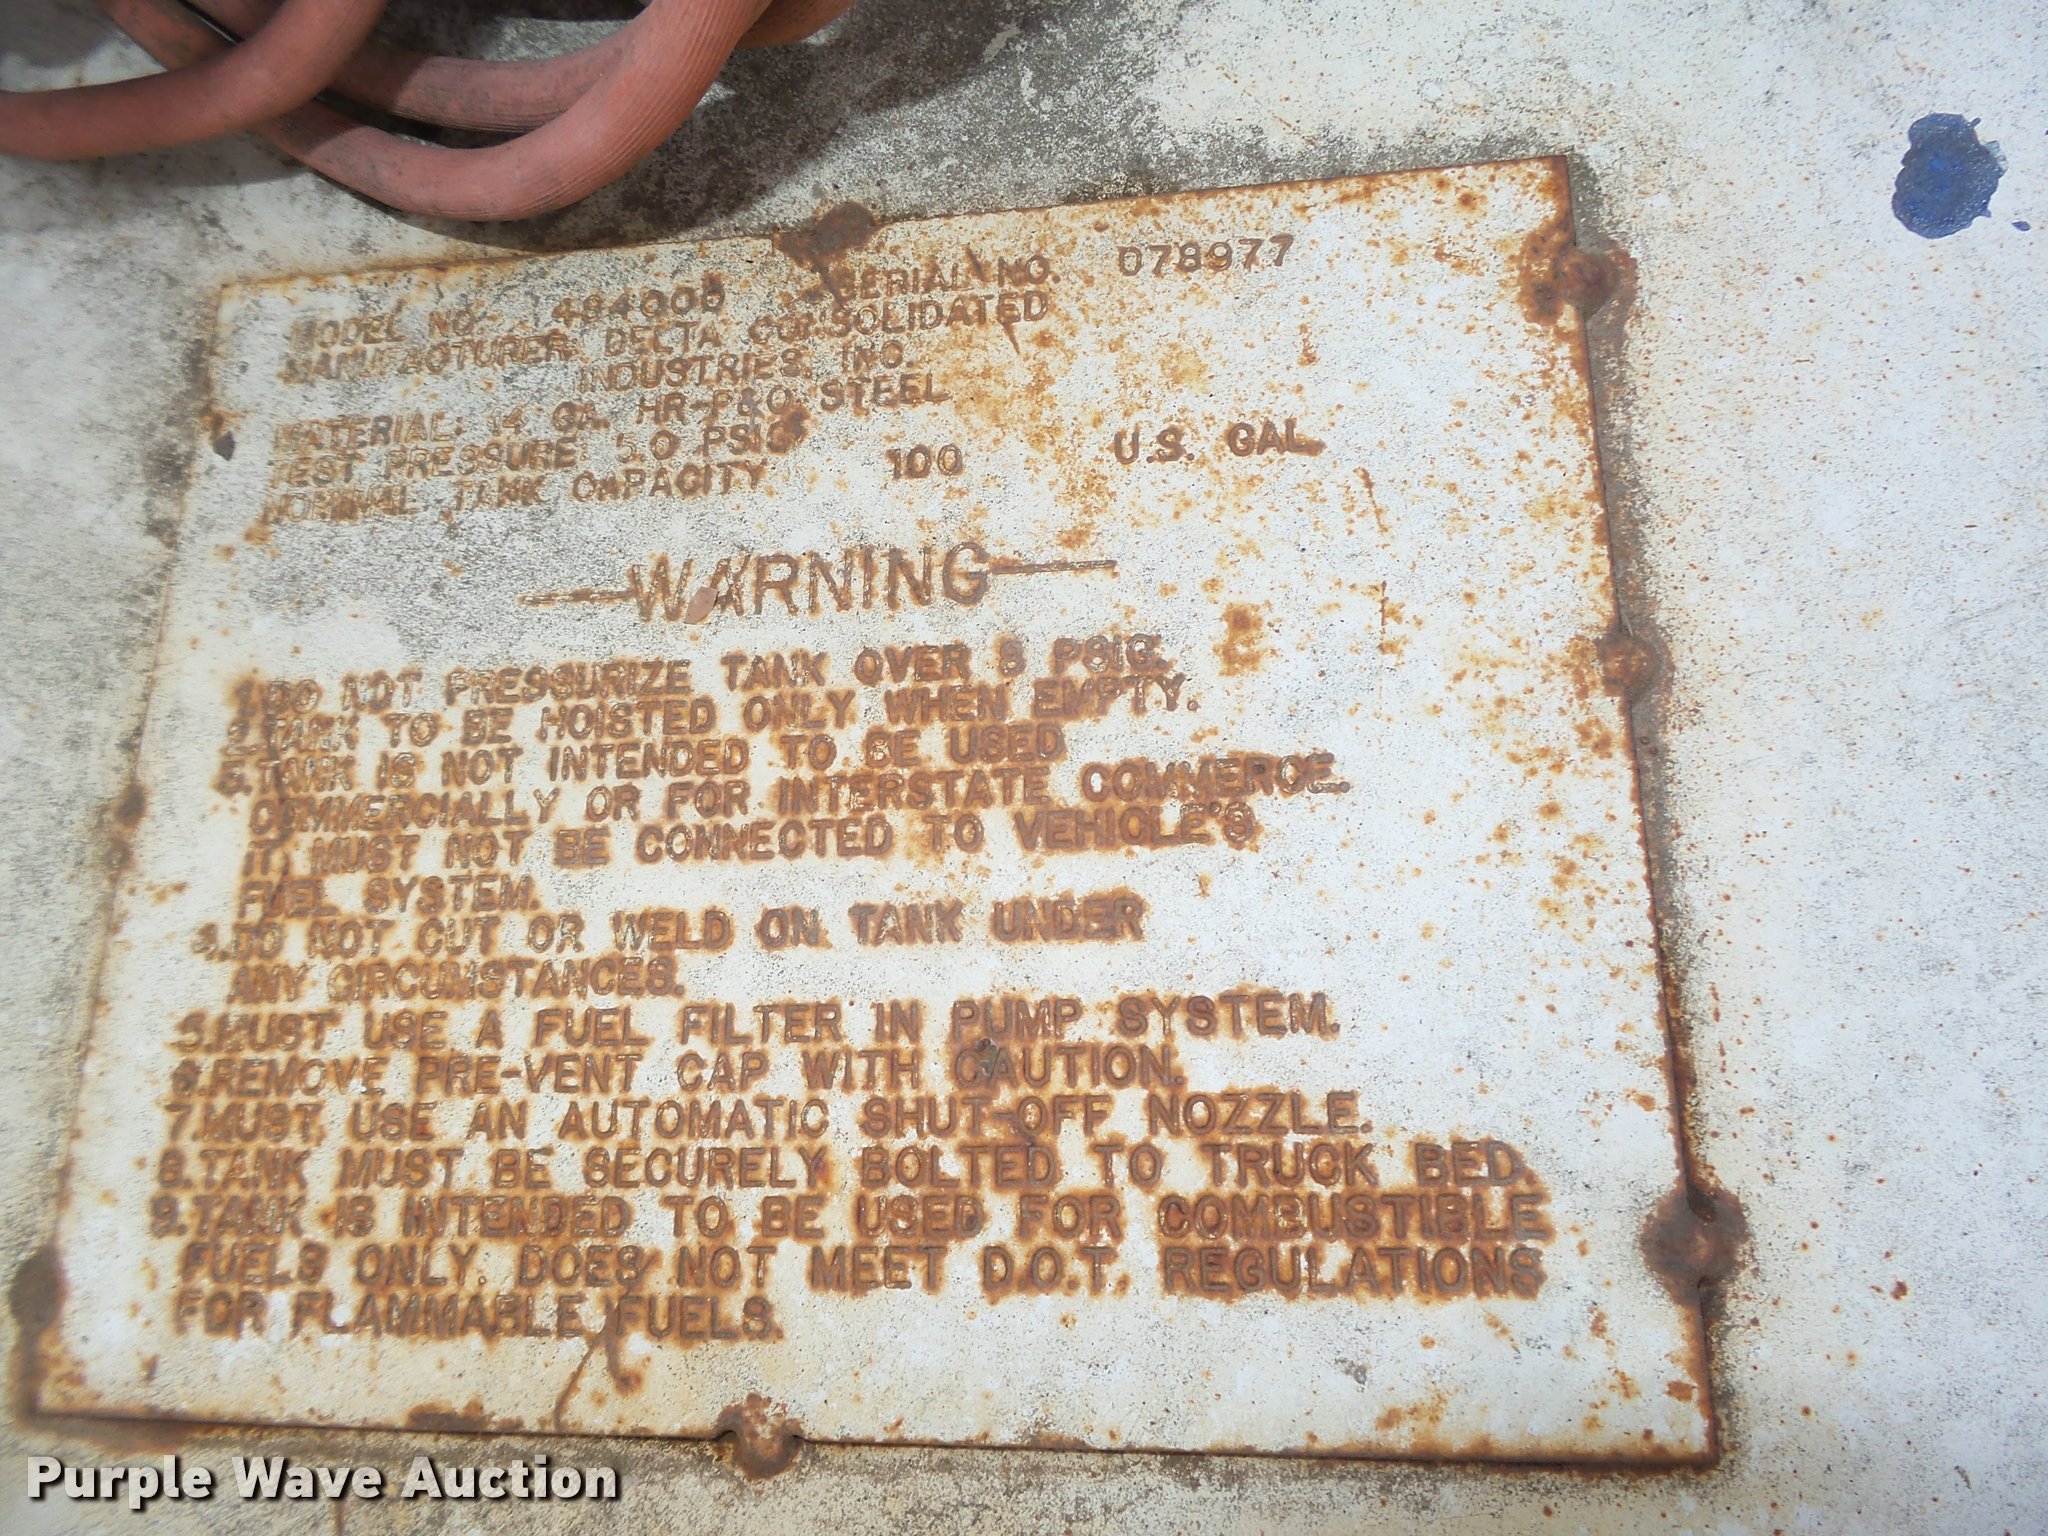 MODEL NO. 484000 SERIAL NO. 078977
MANUFACTURER: DELTA CONSOLIDATED
INDUSTRIES, INC.
MATERIAL: 14 GA. HR-P&O STEEL
TEST PRESSURE 5.0 PSIG
NOMINAL TANK CAPACITY 100 U.S. GAL.
WARNING
1. DO NOT PRESSURIZE TANK OVER 5 PSIG.
2. TANK TO BE HOISTED ONLY WHEN EMPTY.
3. TANK IS NOT INTENDED TO BE USED
COMMERCIALLY OR FOR INTERSTATE COMMERCE.
IT MUST NOT BE CONNECTED TO VEHICLE'S
FUEL SYSTEM.
4. DO NOT CUT OR WELD ON TANK UNDER
ANY CIRCUMSTANCES.
5. MUST USE A FUEL FILTER IN PUMP SYSTEM.
6. REMOVE PRE-VENT CAP WITH CAUTION.
7. MUST USE AN AUTOMATIC SHUT-OFF NOZZLE.
8. TANK MUST BE SECURELY BOLTED TO TRUCK BED.
9. TANK IS INTENDED TO BE USED FOR COMBUSTIBLE
FUELS ONLY. DOES NOT MEET D.O.T. REGULATIONS
FOR FLAMMABLE FUELS.
Purple Wave Auction